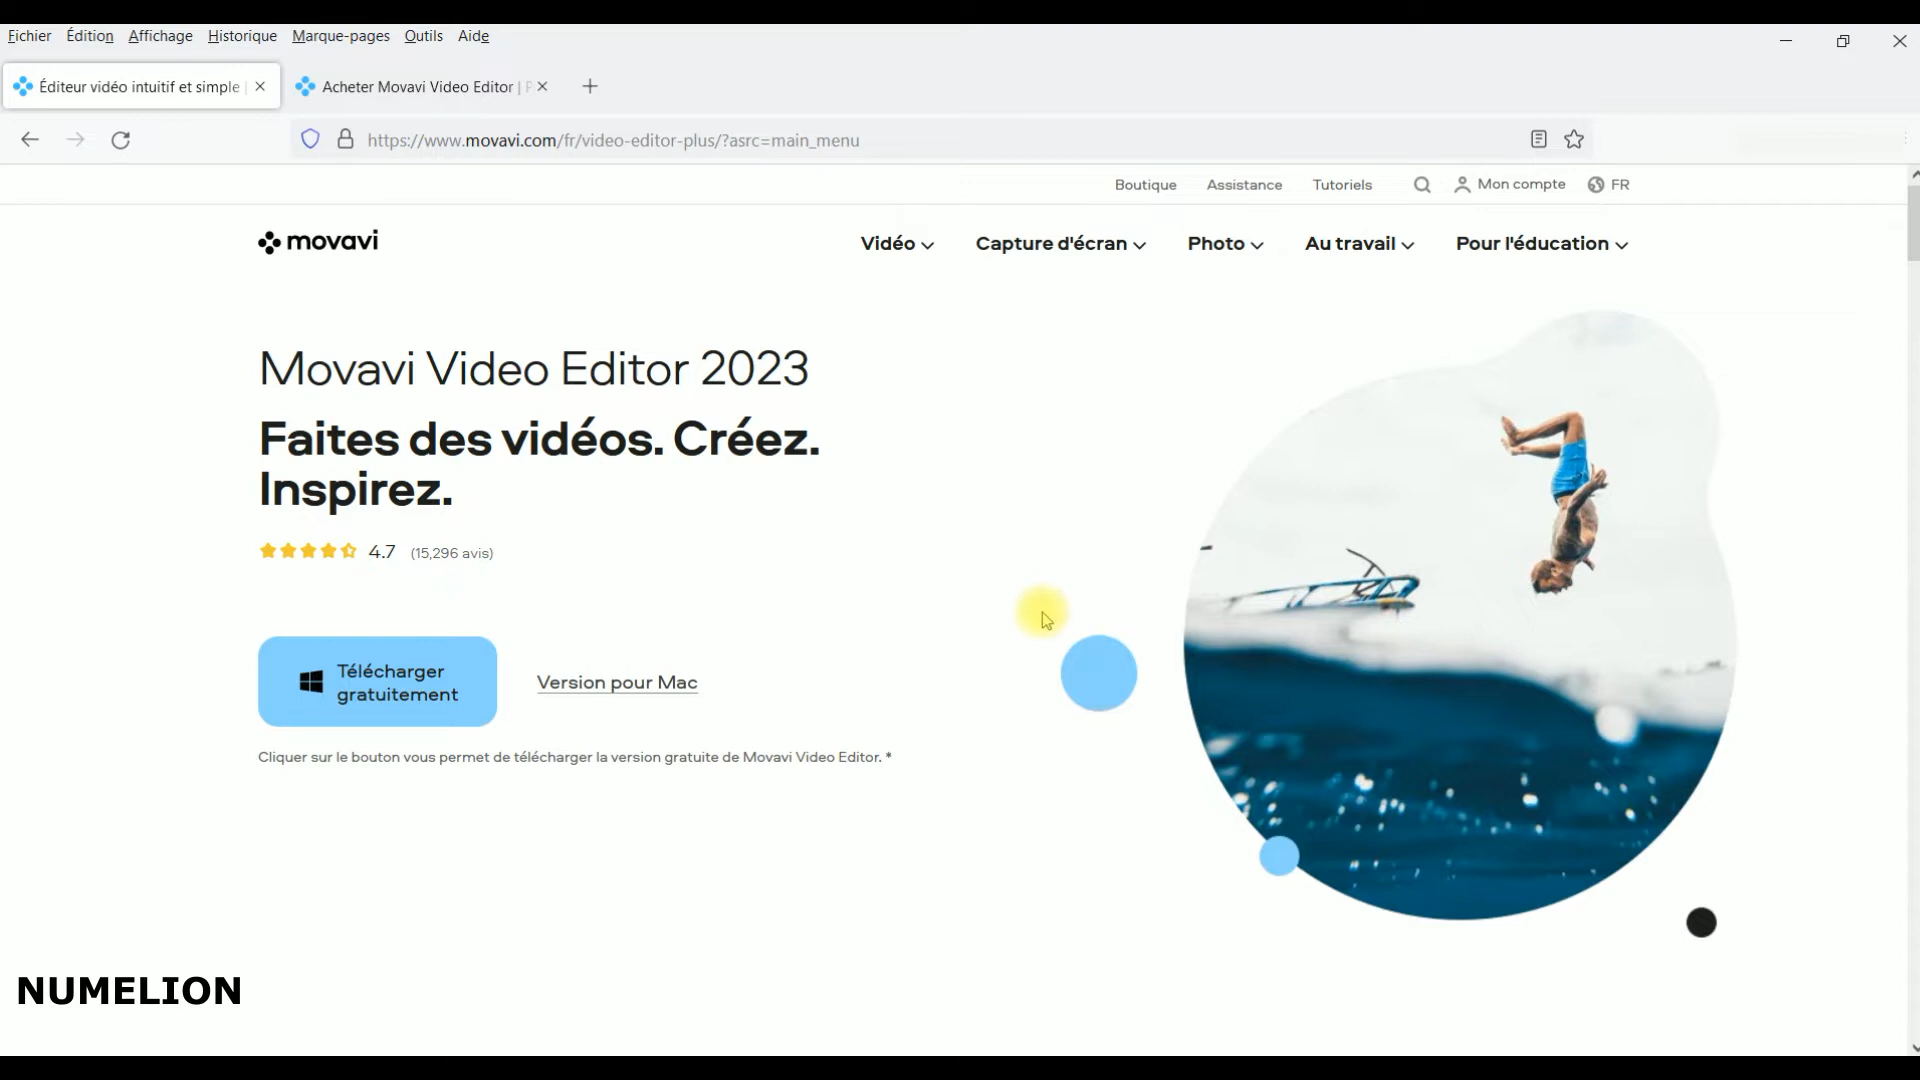 Fichier Édition Affichage Historique Marque-pages Outils Aide
Éditeur vidéo intuitif et simple | Acheter Movavi Video Editor | P
https://www.movavi.com/fr/video-editor-plus/?asrc=main_menu
Boutique Assistance Tutoriels Mon compte FR
movavi Vidéo Capture d'écran Photo Au travail Pour l'éducation
Movavi Video Editor 2023
Faites des vidéos. Créez.
Inspirez.
4.7 (15,296 avis)
Télécharger
gratuitement
Version pour Mac
Cliquer sur le bouton vous permet de télécharger la version gratuite de Movavi Video Editor. *
NUMELION